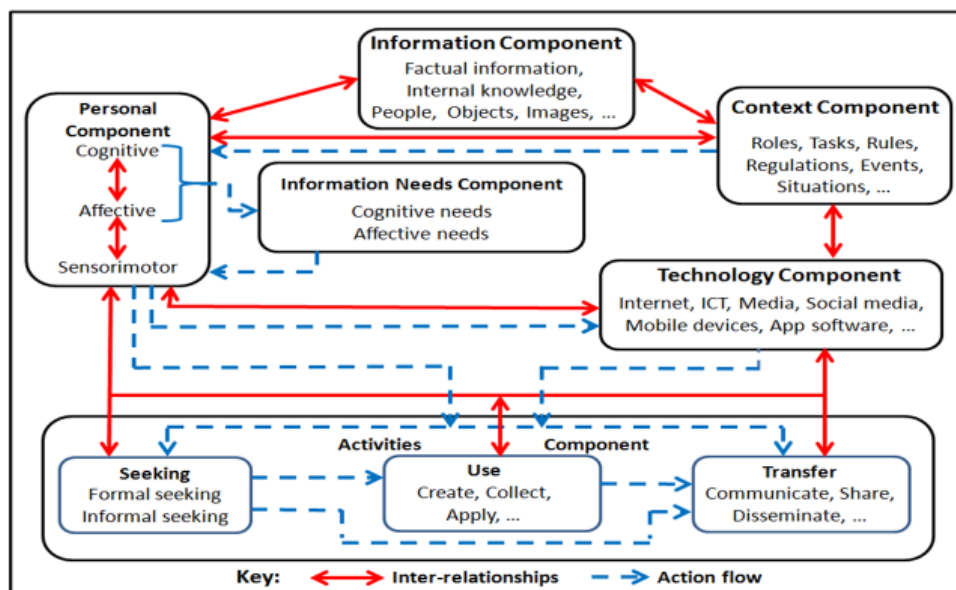 Information Component
Factual information,
Internal knowledge,
People, Objects, Images, ...
Personal
Component
Cognitive
Affective
Sensorimotor
Context Component
Roles, Tasks, Rules,
Regulations, Events,
Situations, ...
Information Needs Component
Cognitive needs
Affective needs
Technology Component
Internet, ICT, Media, Social media,
Mobile devices, App software, ...
Activities Component
Seeking
Formal seeking
Informal seeking
Use
Create, Collect,
Apply, ...
Transfer
Communicate, Share,
Disseminate, ...
Key: Inter-relationships Action flow